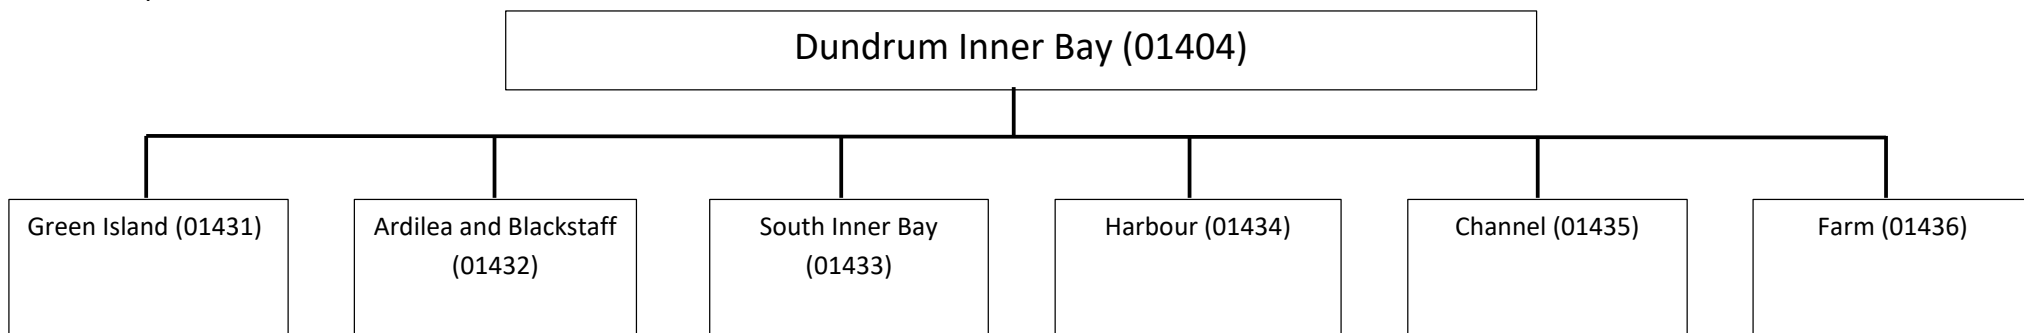 Dundrum Inner Bay (01404)
Green Island (01431)
Ardilea and Blackstaff
(01432)
South Inner Bay
(01433)
Harbour (01434)
Channel (01435)
Farm (01436)